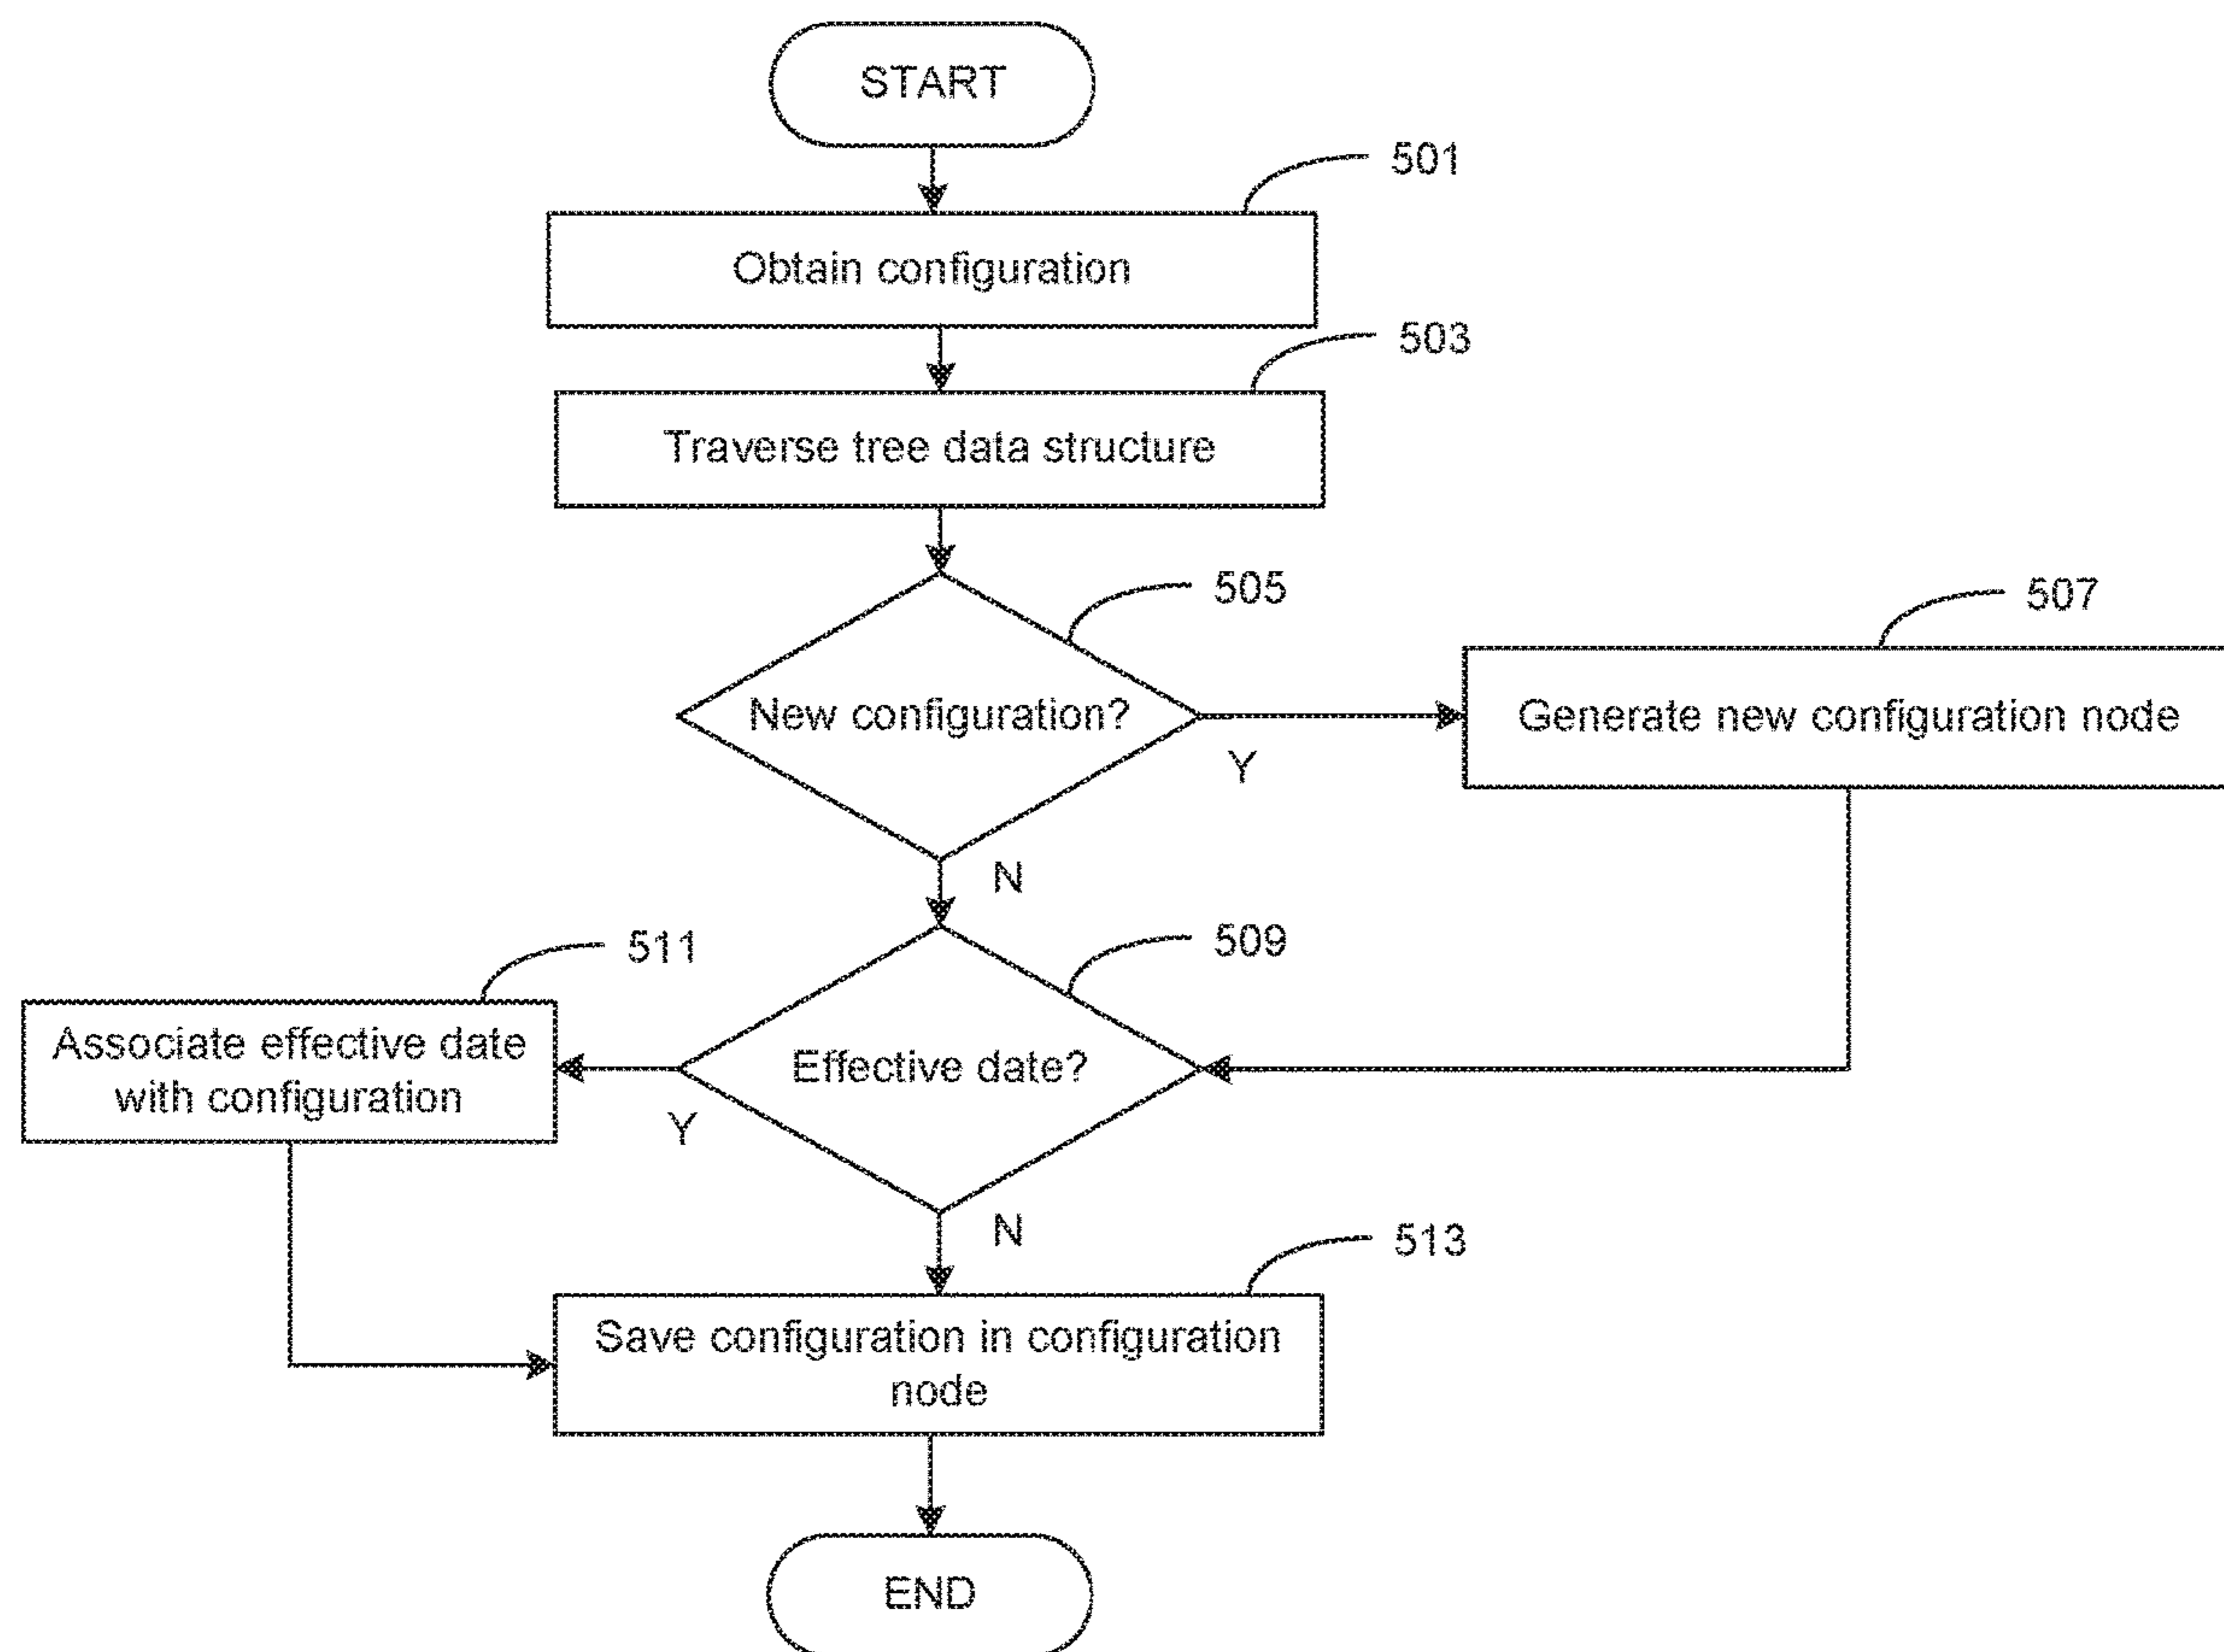 START
501
Obtain configuration
503
Traverse tree data structure
505
New configuration?
Y
507
Generate new configuration node
N
509
Effective date?
511
Associate effective date
with configuration
Y
N
513
Save configuration in configuration
node
END